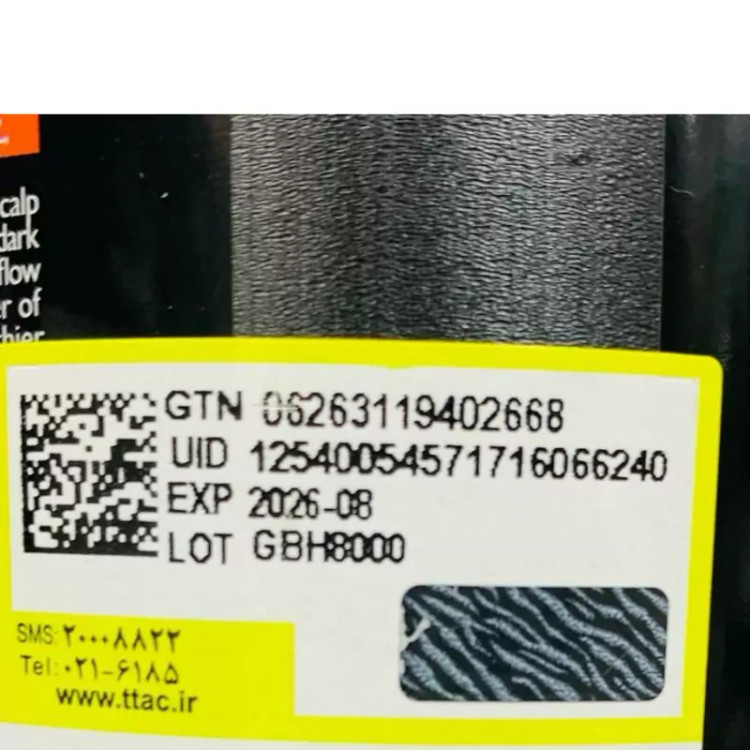 calp
dark
flow
r of
GTN 06263119402668
UID 12540054571716066240
EXP 2026-08
LOT GBH8000
SMS:۲۰۰۰۸۸۲۲
Tel:۰۲۱-۶۱۸۵
www.ttac.ir